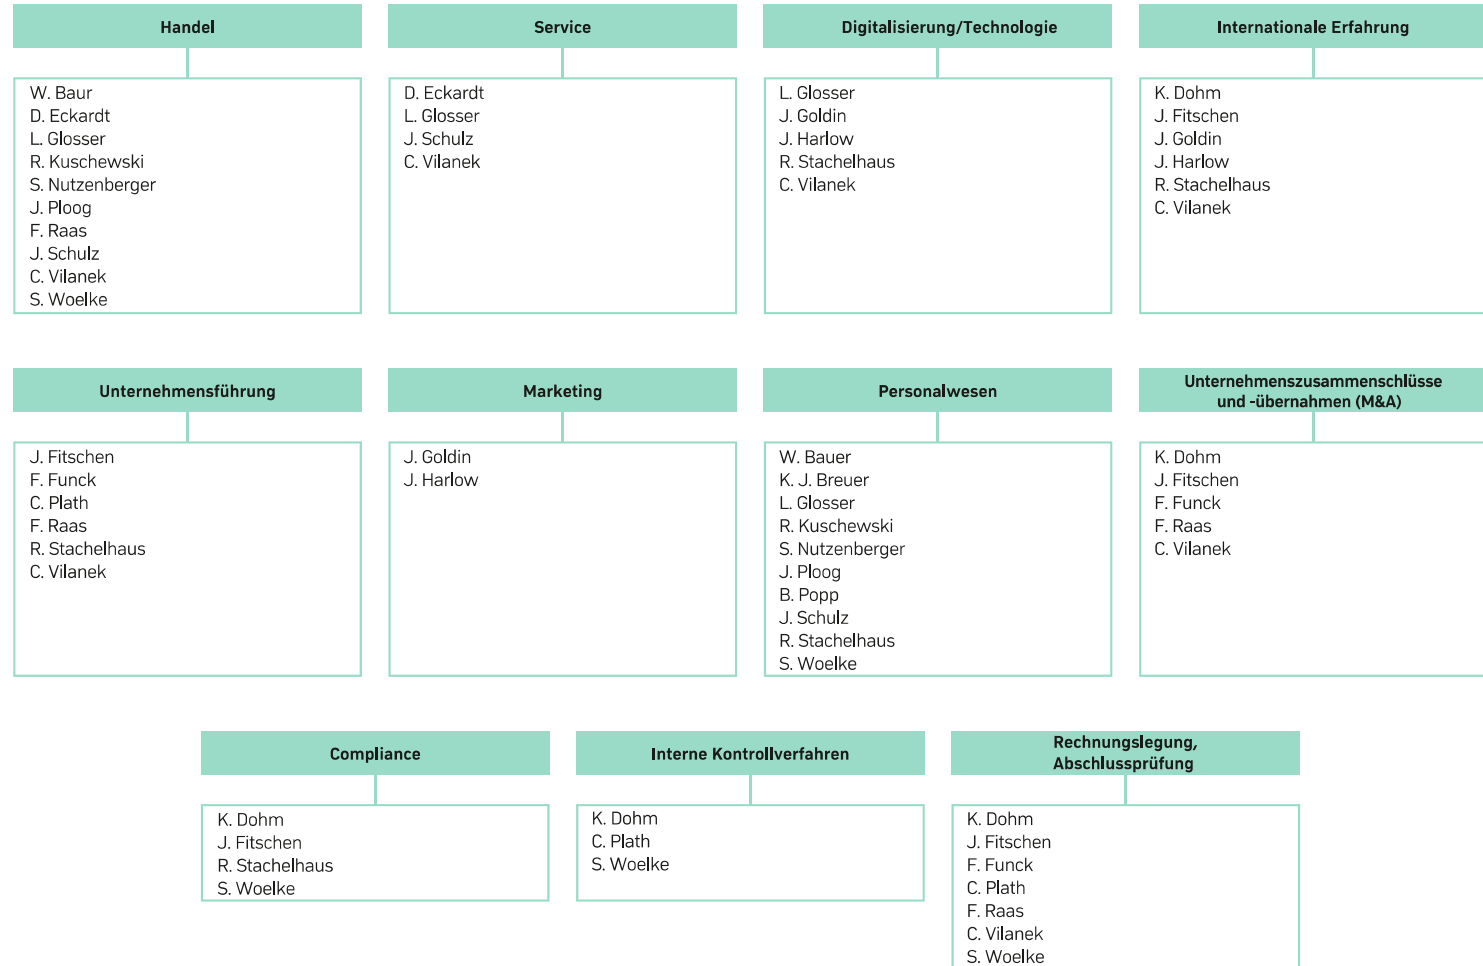 Handel
W. Baur
D. Eckardt
L. Glosser
R. Kuschewski
S. Nutzenberger
J. Ploog
F. Raas
J. Schulz
C. Vilanek
S. Woelke
Service
D. Eckardt
L. Glosser
J. Schulz
C. Vilanek
Digitalisierung/Technologie
L. Glosser
J. Goldin
J. Harlow
R. Stachelhaus
C. Vilanek
Internationale Erfahrung
K. Dohm
J. Fitschen
J. Goldin
J. Harlow
R. Stachelhaus
C. Vilanek
Unternehmensführung
J. Fitschen
F. Funck
C. Plath
F. Raas
R. Stachelhaus
C. Vilanek
Marketing
J. Goldin
J. Harlow
Personalwesen
W. Bauer
K. J. Breuer
L. Glosser
R. Kuschewski
S. Nutzenberger
J. Ploog
B. Popp
J. Schulz
R. Stachelhaus
S. Woelke
Unternehmenszusammenschlüsse
und -übernahmen (M&A)
K. Dohm
J. Fitschen
F. Funck
F. Raas
C. Vilanek
Compliance
K. Dohm
J. Fitschen
R. Stachelhaus
S. Woelke
Interne Kontrollverfahren
K. Dohm
C. Plath
S. Woelke
Rechnungslegung,
Abschlussprüfung
K. Dohm
J. Fitschen
F. Funck
C. Plath
F. Raas
C. Vilanek
S. Woelke